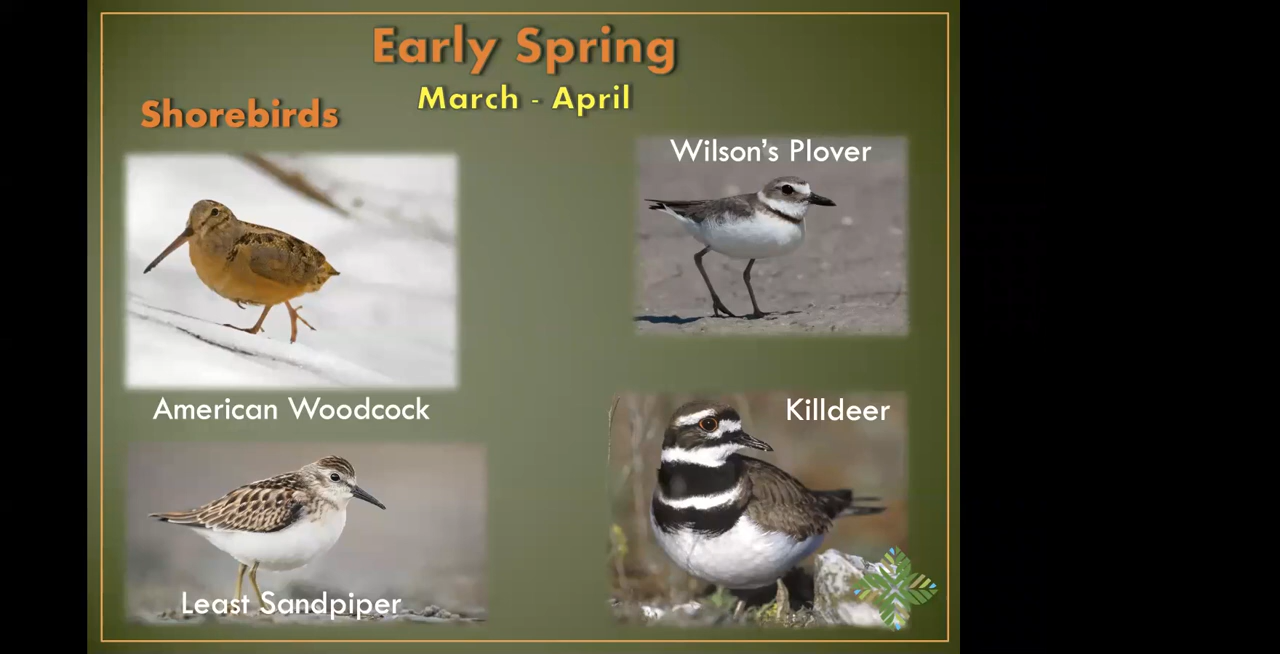 Early Spring
March - April
Shorebirds
Wilson's Plover
American Woodcock
Killdeer
Least Sandpiper